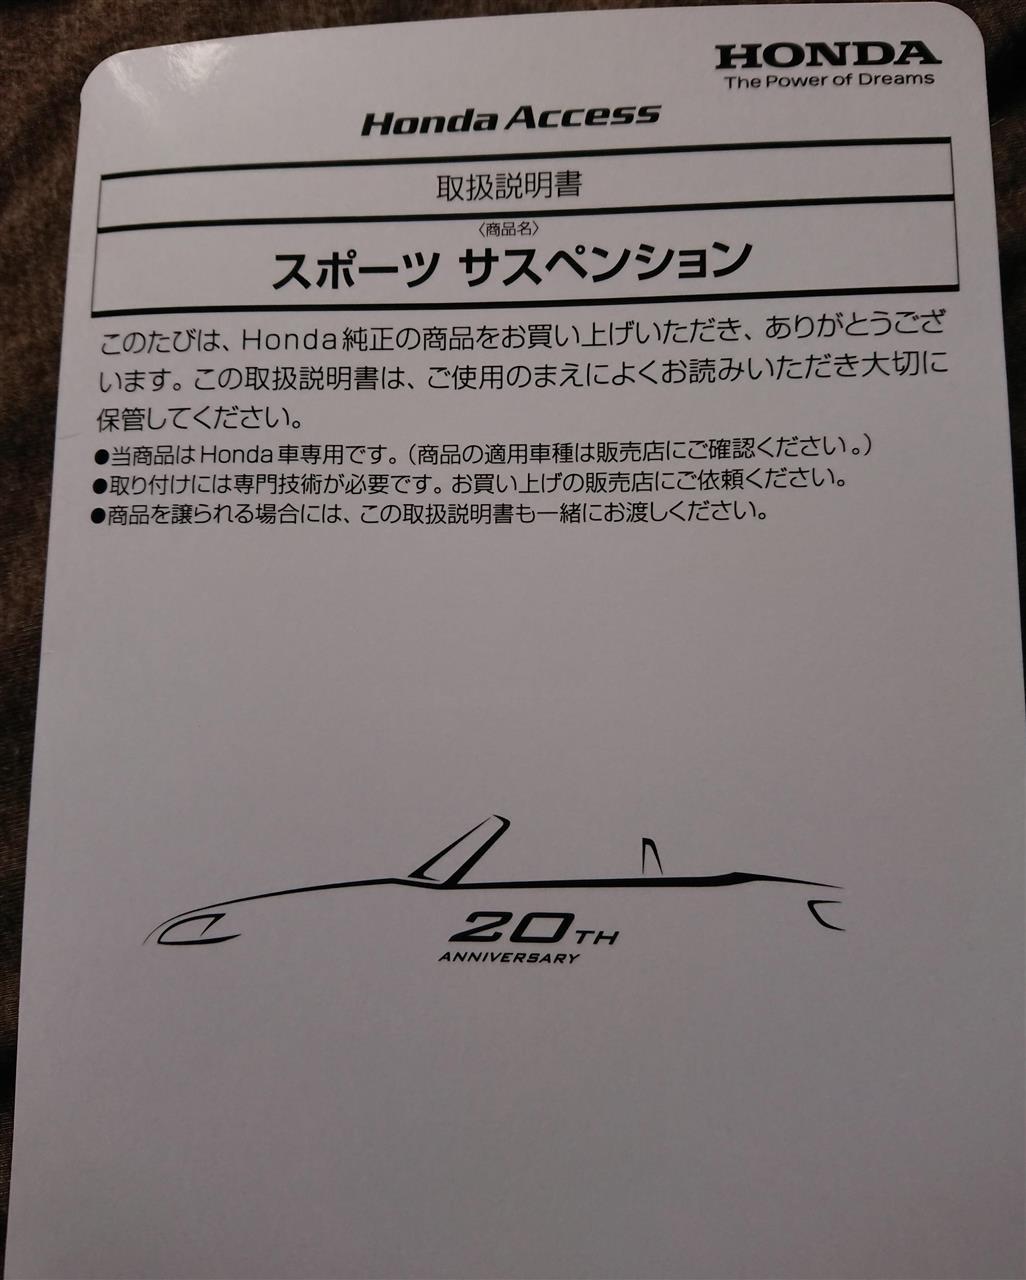 HONDA
The Power of Dreams
Honda Access
取扱説明書
〈商品名〉
スポーツ サスペンション
このたびは、Honda純正の商品をお買い上げいただき、ありがとうござ
います。この取扱説明書は、ご使用のまえによくお読みいただき大切に
保管してください。
●当商品はHonda車専用です。（商品の適用車種は販売店にご確認ください。）
●取り付けには専門技術が必要です。お買い上げの販売店にご依頼ください。
●商品を譲られる場合には、この取扱説明書も一緒にお渡しください。
20TH
ANNIVERSARY